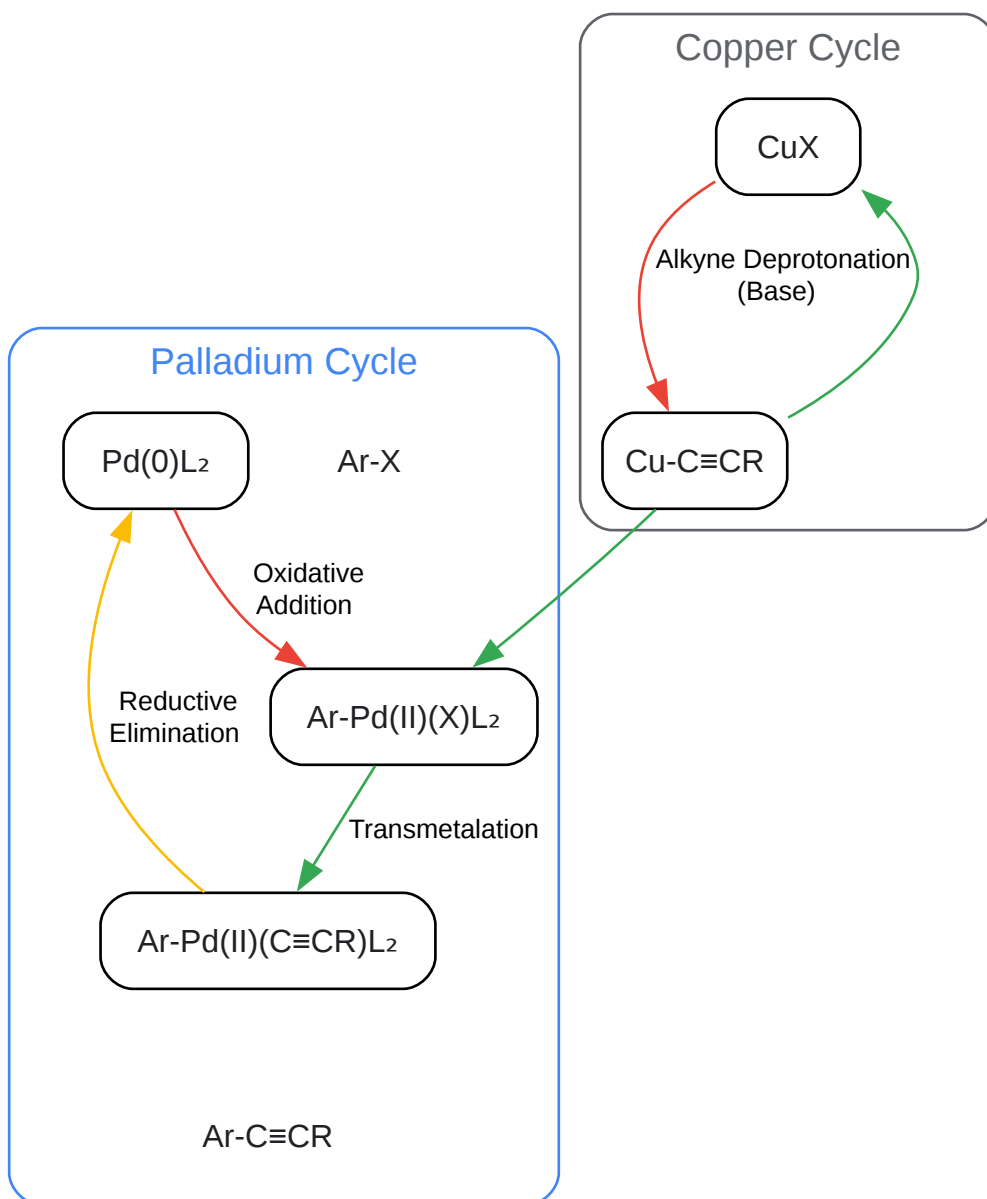 Copper Cycle
CuX
Alkyne Deprotonation
(Base)
Cu-C≡CR
Palladium Cycle
Pd(0)L₂
Ar-X
Oxidative
Addition
Reductive
Elimination
Ar-Pd(II)(X)L₂
Transmetalation
Ar-Pd(II)(C≡CR)L₂
Ar-C≡CR